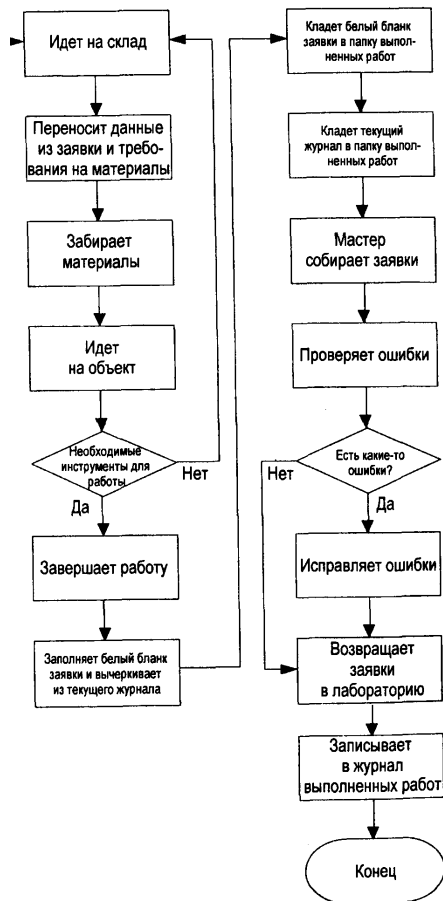 Идет на склад
Переносит данные
из заявки и требо-
вания на материалы
Забирает
материалы
Идет
на объект
Необходимые
инструменты для
работы
Нет
Да
Завершает работу
Заполняет белый бланк
заявки и вычеркивает
из текущего журнала
Кладет белый бланк
заявки в папку выпол-
ненных работ
Кладет текущий
журнал в папку выпол-
ненных работ
Мастер
собирает заявки
Проверяет ошибки
Есть какие-то
ошибки?
Нет
Да
Исправляет ошибки
Возвращает
заявки
в лабораторию
Записывает
в журнал
выполненных работ
Конец